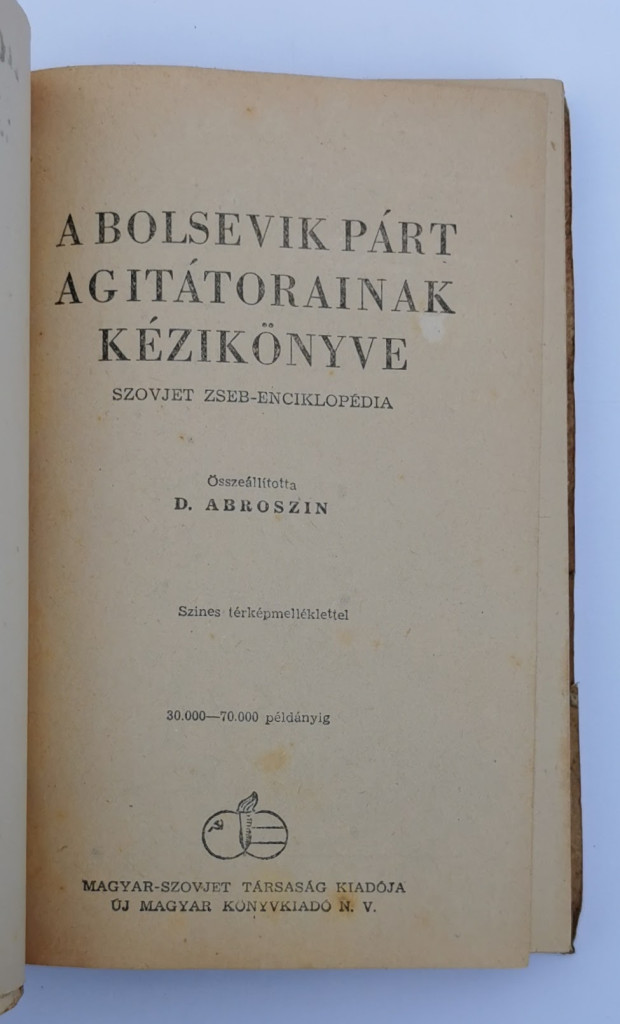 A BOLSEVIK PÁRT
AGITÁTORAINAK
KÉZIKÖNYVE
SZOVJET ZSEB-ENCIKLOPÉDIA
Összeállította
D. ABROSZIN
Szines térképmelléklettel
30.000—70.000 példányig
MAGYAR-SZOVJET TÁRSASÁG KIADÓJA
ÚJ MAGYAR KÖNYVKIADÓ N. V.